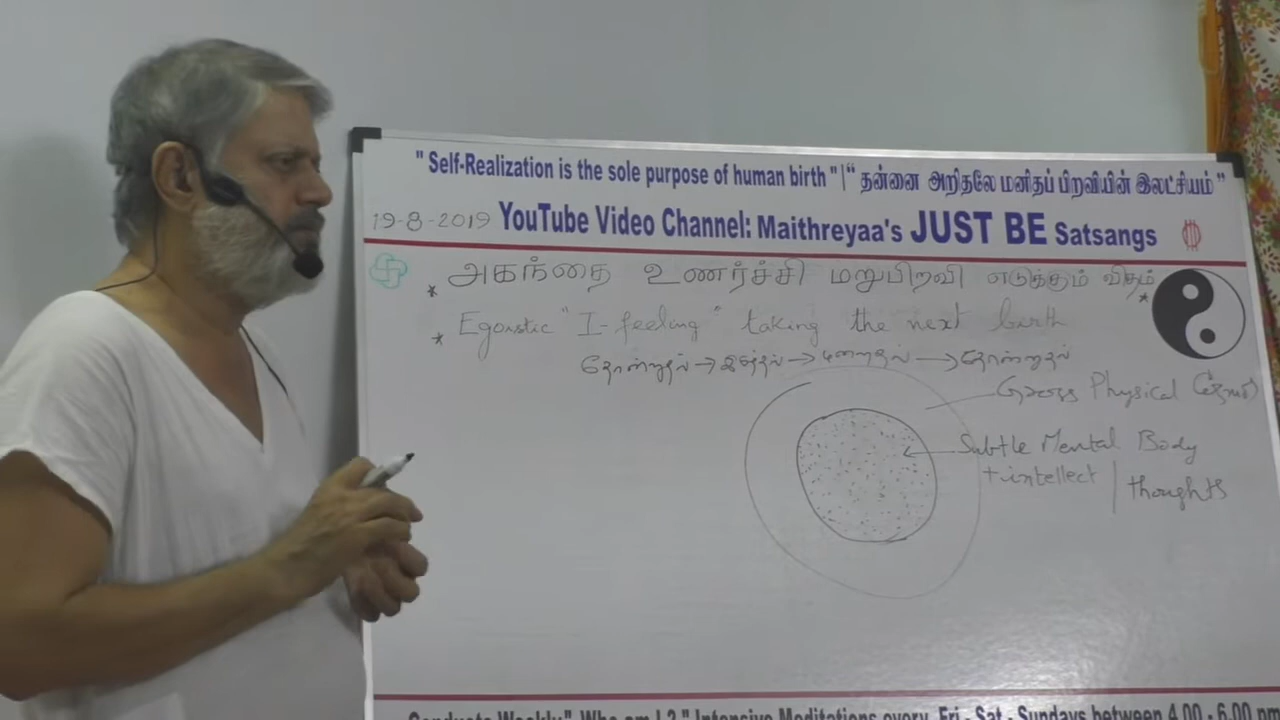 " Self-Realization is the sole purpose of human birth " | “ தன்னை அறிதலே மனிதப் பிறவியின் இலட்சியம் ”
19-8-2019 YouTube Video Channel: Maithreyaa's JUST BE Satsangs
* அகந்தை உணர்ச்சி மறுபிறவி எடுக்கும் விதம்
* Egoistic "I-feeling" taking the next birth
தோன்றுதல் → இருத்தல் → மறைதல் → தோன்றுதல்
Gross Physical
Subtle Mental Body
+intellect | thoughts
Conducts Weekly " Who am I ? " Intensive Meditations every Fri - Sat - Sundays between 4.00 - 6.00 pm